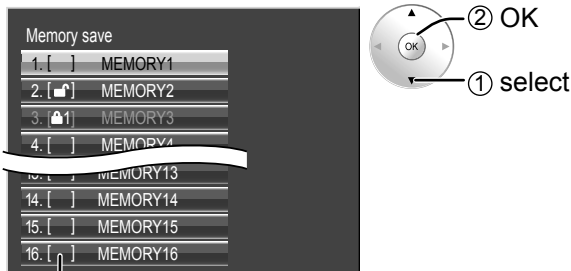 Memory save
1. [ ] MEMORY1
2. [ ] MEMORY2
3. [1] MEMORY3
4. [ ] MEMORY4
13. [ ] MEMORY13
14. [ ] MEMORY14
15. [ ] MEMORY15
16. [ ] MEMORY16
② OK
OK
① select